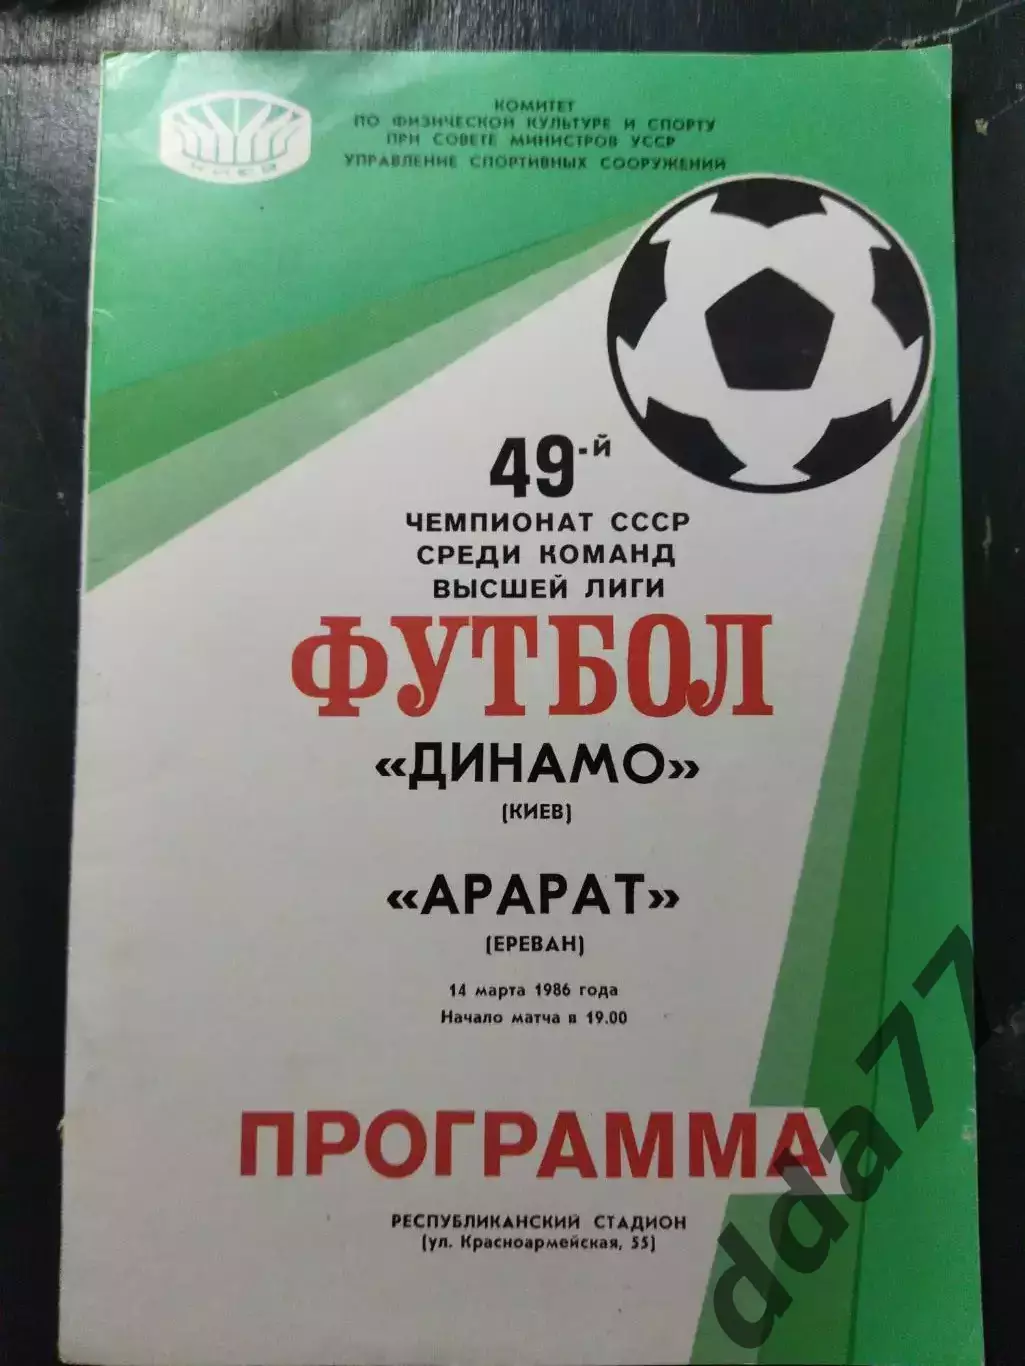 КОМИТЕТ
ПО ФИЗИЧЕСКОЙ КУЛЬТУРЕ И СПОРТУ
ПРИ СОВЕТЕ МИНИСТРОВ УССР
УПРАВЛЕНИЕ СПОРТИВНЫХ СООРУЖЕНИЙ
КИЕВ
49-й
ЧЕМПИОНАТ СССР
СРЕДИ КОМАНД
ВЫСШЕЙ ЛИГИ
ФУТБОЛ
«ДИНАМО»
(КИЕВ)
«АРАРАТ»
(ЕРЕВАН)
14 марта 1986 года
Начало матча в 19.00
ПРОГРАММА
РЕСПУБЛИКАНСКИЙ СТАДИОН
(ул. Красноармейская, 55)
dda77